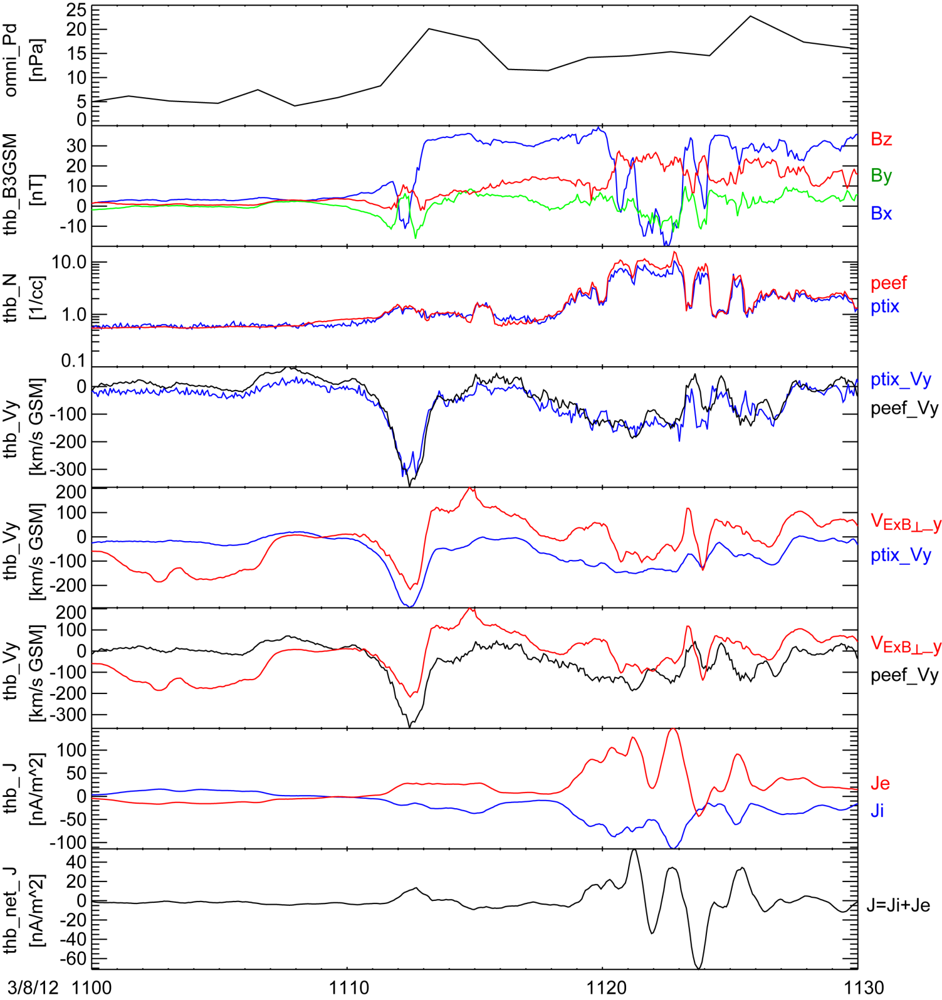 omni_Pd
[nPa]
25
20
15
10
5
0
thb_B3GSM
[nT]
30
20
10
0
-10
Bz
By
Bx
thb_N
[1/cc]
10.0
1.0
0.1
peef
ptix
thb_Vy
[km/s GSM]
0
-100
-200
-300
ptix_Vy
peef_Vy
thb_Vy
[km/s GSM]
200
100
0
-100
-200
VExB⊥_y
ptix_Vy
thb_Vy
[km/s GSM]
200
100
0
-100
-200
-300
VExB⊥_y
peef_Vy
thb_J
[nA/m^2]
100
50
0
-50
-100
Je
Ji
thb_net_J
[nA/m^2]
40
20
0
-20
-40
-60
J=Ji+Je
3/8/12 1100 1110 1120 1130